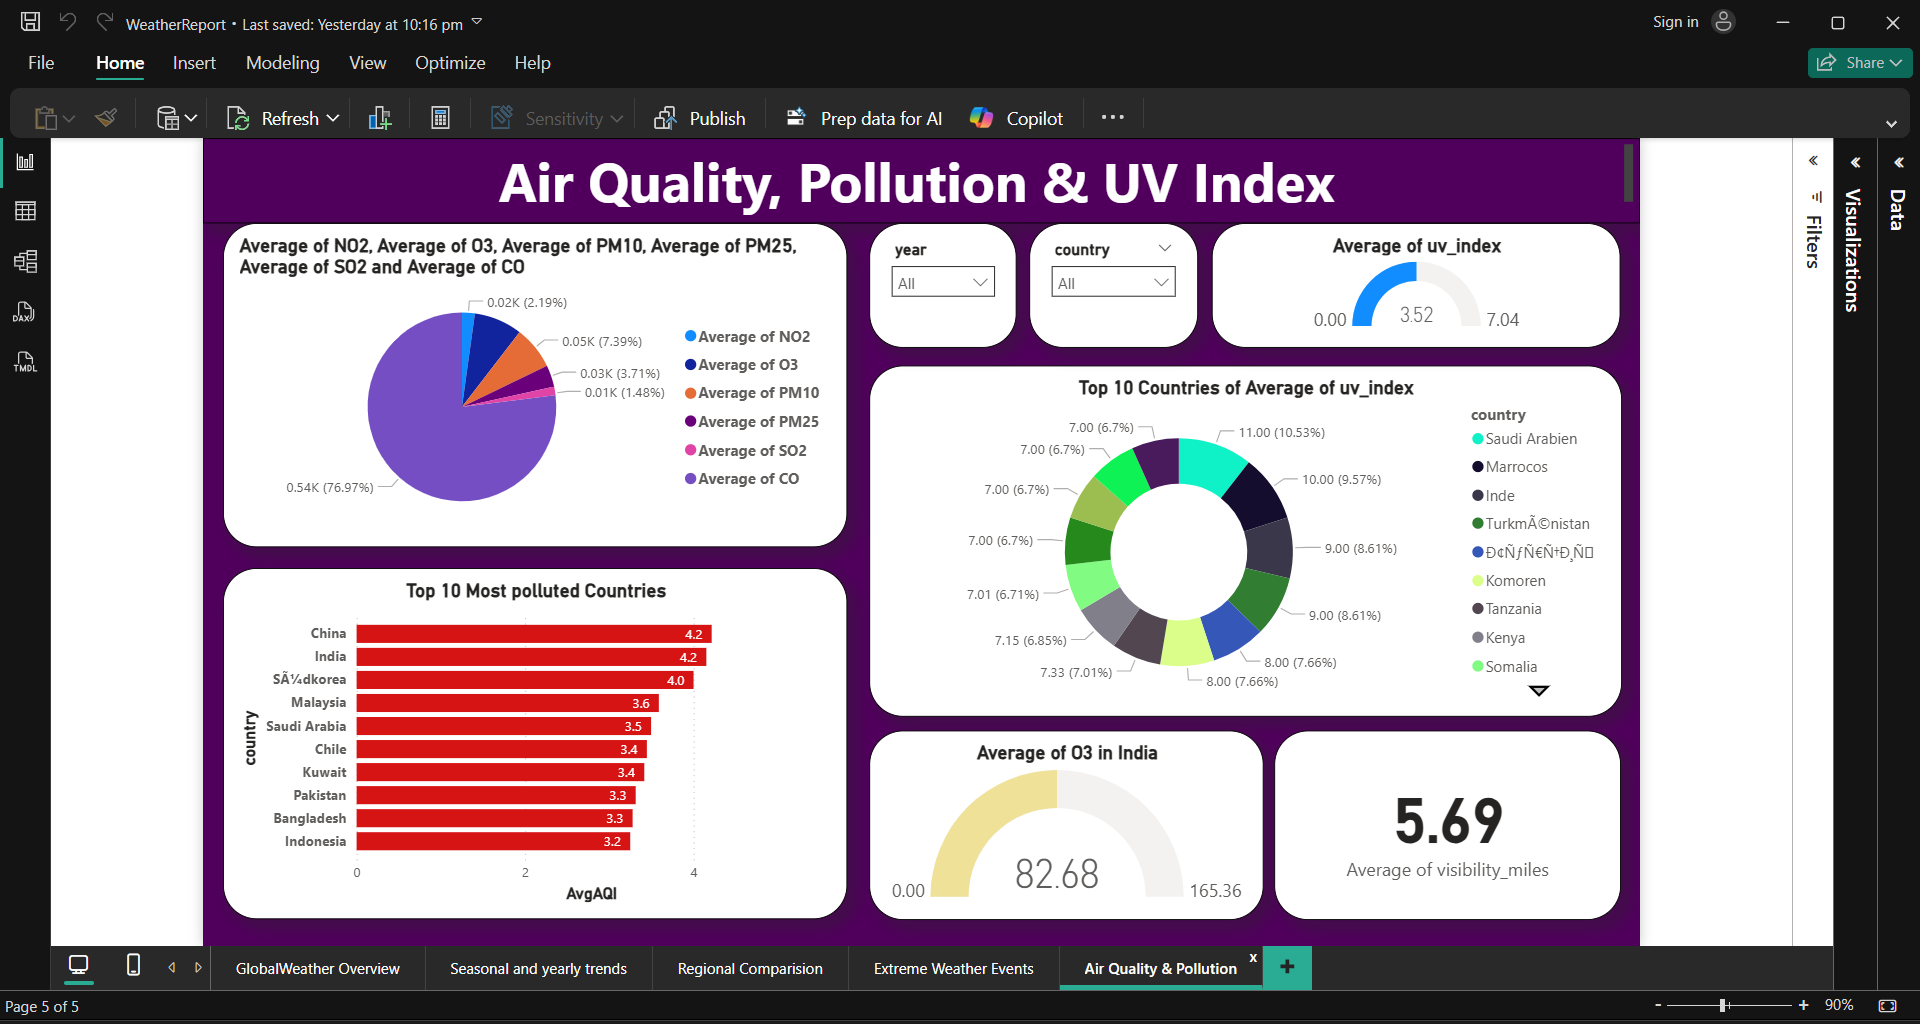 WeatherReport • Last saved: Yesterday at 10:16 pm
Sign in
File
Home
Insert
Modeling
View
Optimize
Help
Share
Refresh
Sensitivity
Publish
Prep data for AI
Copilot
DAX
TMDL
Air Quality, Pollution & UV Index
Average of NO2, Average of O3, Average of PM10, Average of PM25,
Average of SO2 and Average of CO
0.02K (2.19%)
0.05K (7.39%)
0.03K (3.71%)
0.01K (1.48%)
0.54K (76.97%)
Average of NO2
Average of O3
Average of PM10
Average of PM25
Average of SO2
Average of CO
year
All
country
All
Average of uv_index
0.00
3.52
7.04
Top 10 Countries of Average of uv_index
7.00 (6.7%)
11.00 (10.53%)
7.00 (6.7%)
10.00 (9.57%)
7.00 (6.7%)
7.00 (6.7%)
9.00 (8.61%)
7.01 (6.71%)
9.00 (8.61%)
7.15 (6.85%)
8.00 (7.66%)
7.33 (7.01%)
8.00 (7.66%)
country
Saudi Arabien
Marrocos
Inde
TurkmÃ©nistan
Komoren
Tanzania
Kenya
Somalia
Top 10 Most polluted Countries
country
China 4.2
India 4.2
SÃ¼dkorea 4.0
Malaysia 3.6
Saudi Arabia 3.5
Chile 3.4
Kuwait 3.4
Pakistan 3.3
Bangladesh 3.3
Indonesia 3.2
0 2 4
AvgAQI
Average of O3 in India
0.00
82.68
165.36
5.69
Average of visibility_miles
Filters
Visualizations
Data
GlobalWeather Overview
Seasonal and yearly trends
Regional Comparision
Extreme Weather Events
Air Quality & Pollution
x
+
Page 5 of 5
- + 90%